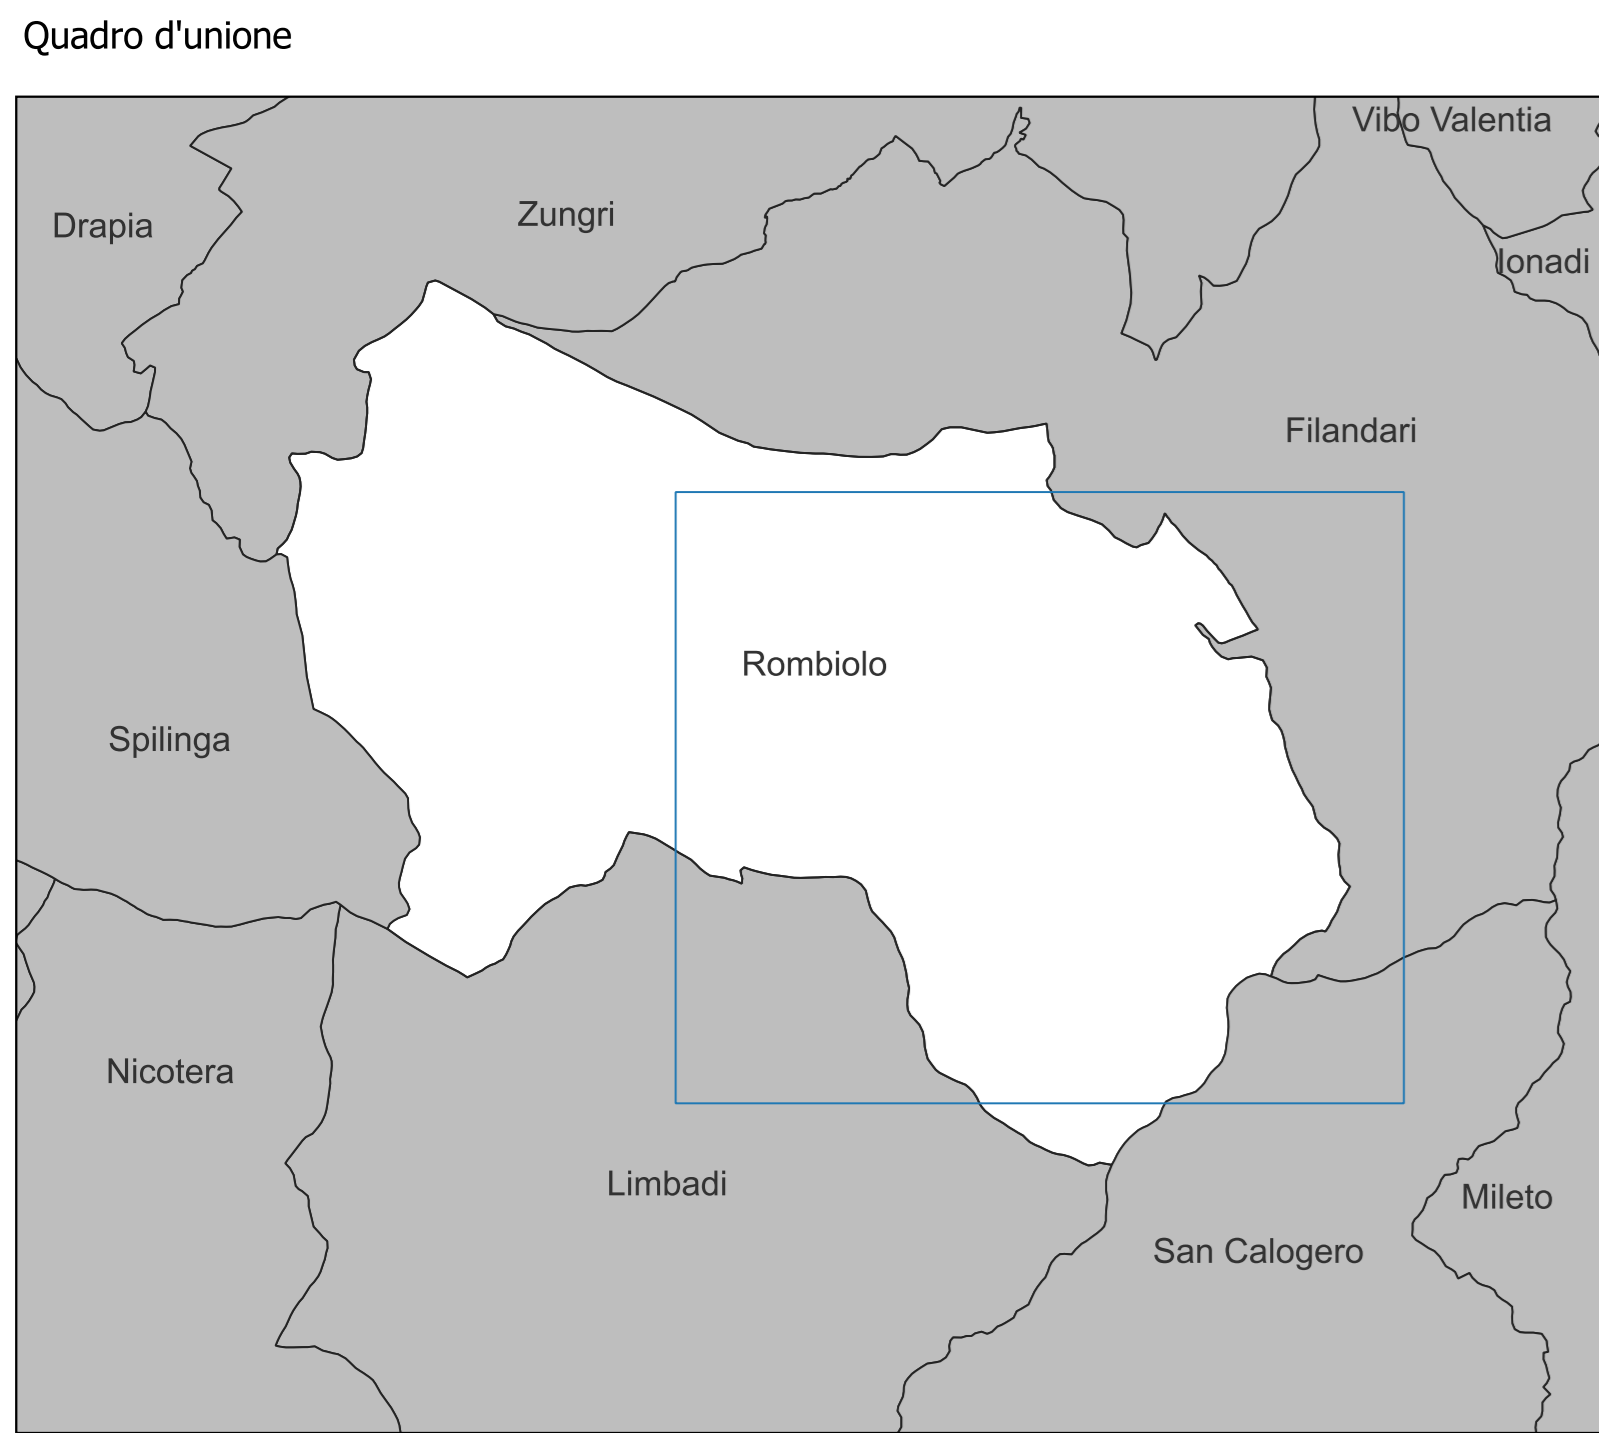 Quadro d'unione
Vibo Valentia
Drapia
Zungri
Ionadi
Filandari
Rombiolo
Spilinga
Nicotera
Limbadi
Mileto
San Calogero